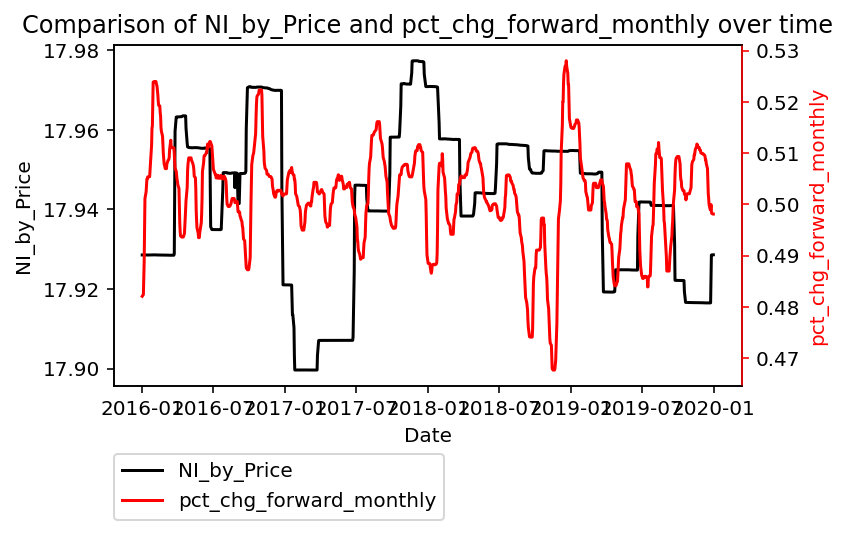 Comparison of NI_by_Price and pct_chg_forward_monthly over time
17.98
17.96
17.94
17.92
17.90
NI_by_Price
0.53
0.52
0.51
0.50
0.49
0.48
0.47
pct_chg_forward_monthly
2016-01 2016-07 2017-01 2017-07 2018-01 2018-07 2019-01 2019-07 2020-01
Date
NI_by_Price
pct_chg_forward_monthly